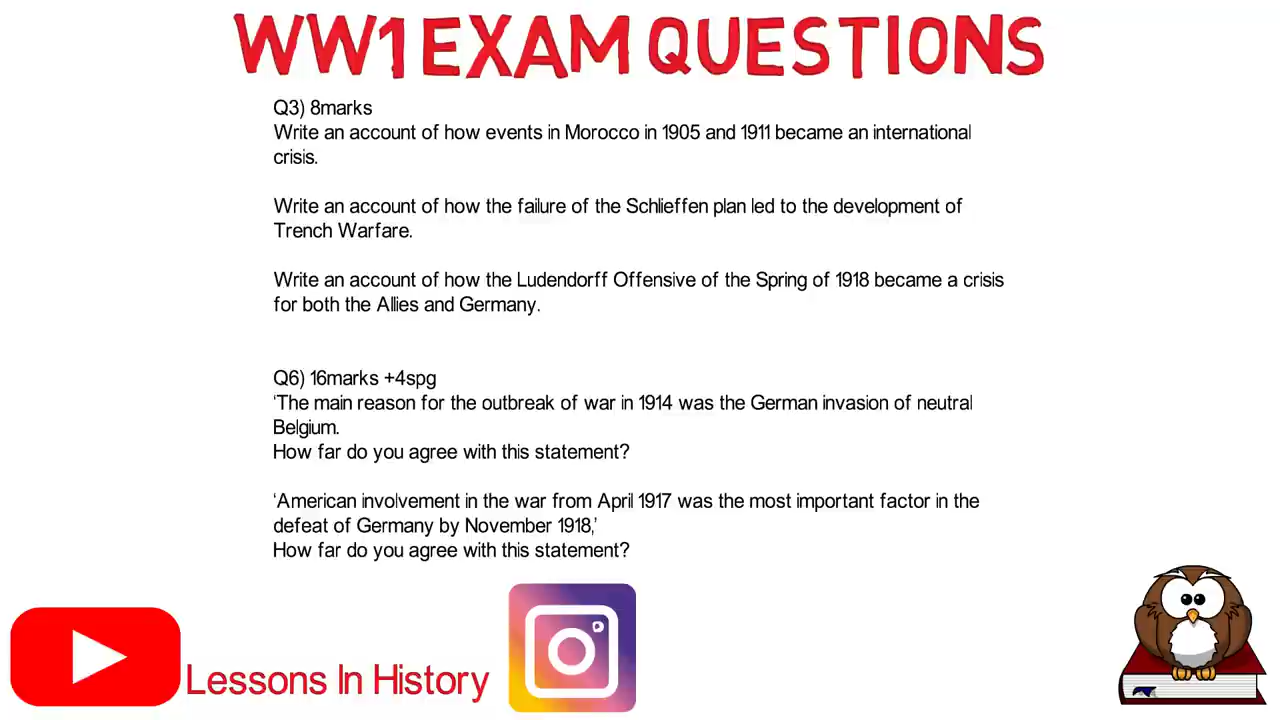 WW1 EXAM QUESTIONS
Q3) 8marks
Write an account of how events in Morocco in 1905 and 1911 became an international
crisis.
Write an account of how the failure of the Schlieffen plan led to the development of
Trench Warfare.
Write an account of how the Ludendorff Offensive of the Spring of 1918 became a crisis
for both the Allies and Germany.
Q6) 16marks +4spg
‘The main reason for the outbreak of war in 1914 was the German invasion of neutral
Belgium.
How far do you agree with this statement?
‘American involvement in the war from April 1917 was the most important factor in the
defeat of Germany by November 1918,’
How far do you agree with this statement?
Lessons In History